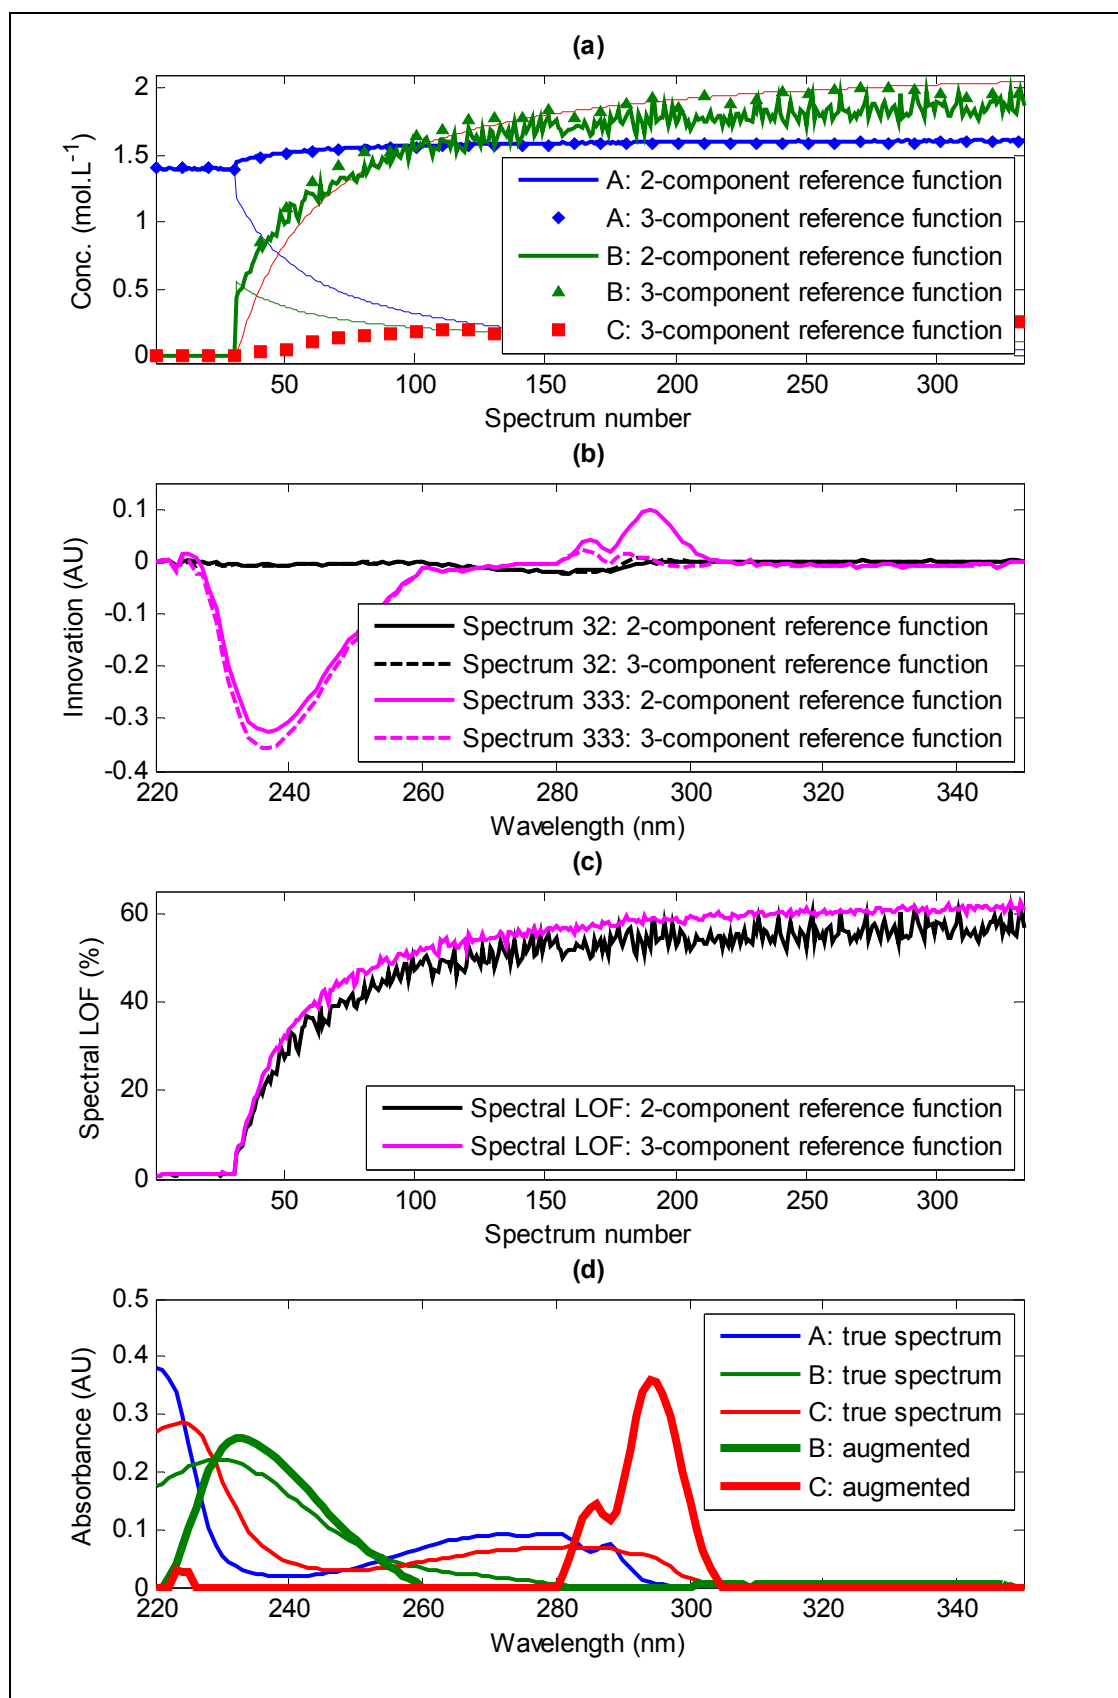 (a)
2
1.5
1
0.5
0
Conc. (mol.L-1)
A: 2-component reference function
A: 3-component reference function
B: 2-component reference function
B: 3-component reference function
C: 3-component reference function
50
100
150
200
250
300
Spectrum number
(b)
0.1
0
-0.1
-0.2
-0.3
-0.4
Innovation (AU)
Spectrum 32: 2-component reference function
Spectrum 32: 3-component reference function
Spectrum 333: 2-component reference function
Spectrum 333: 3-component reference function
220
240
260
280
300
320
340
Wavelength (nm)
(c)
60
40
20
0
Spectral LOF (%)
Spectral LOF: 2-component reference function
Spectral LOF: 3-component reference function
50
100
150
200
250
300
Spectrum number
(d)
0.5
0.4
0.3
0.2
0.1
0
Absorbance (AU)
A: true spectrum
B: true spectrum
C: true spectrum
B: augmented
C: augmented
220
240
260
280
300
320
340
Wavelength (nm)